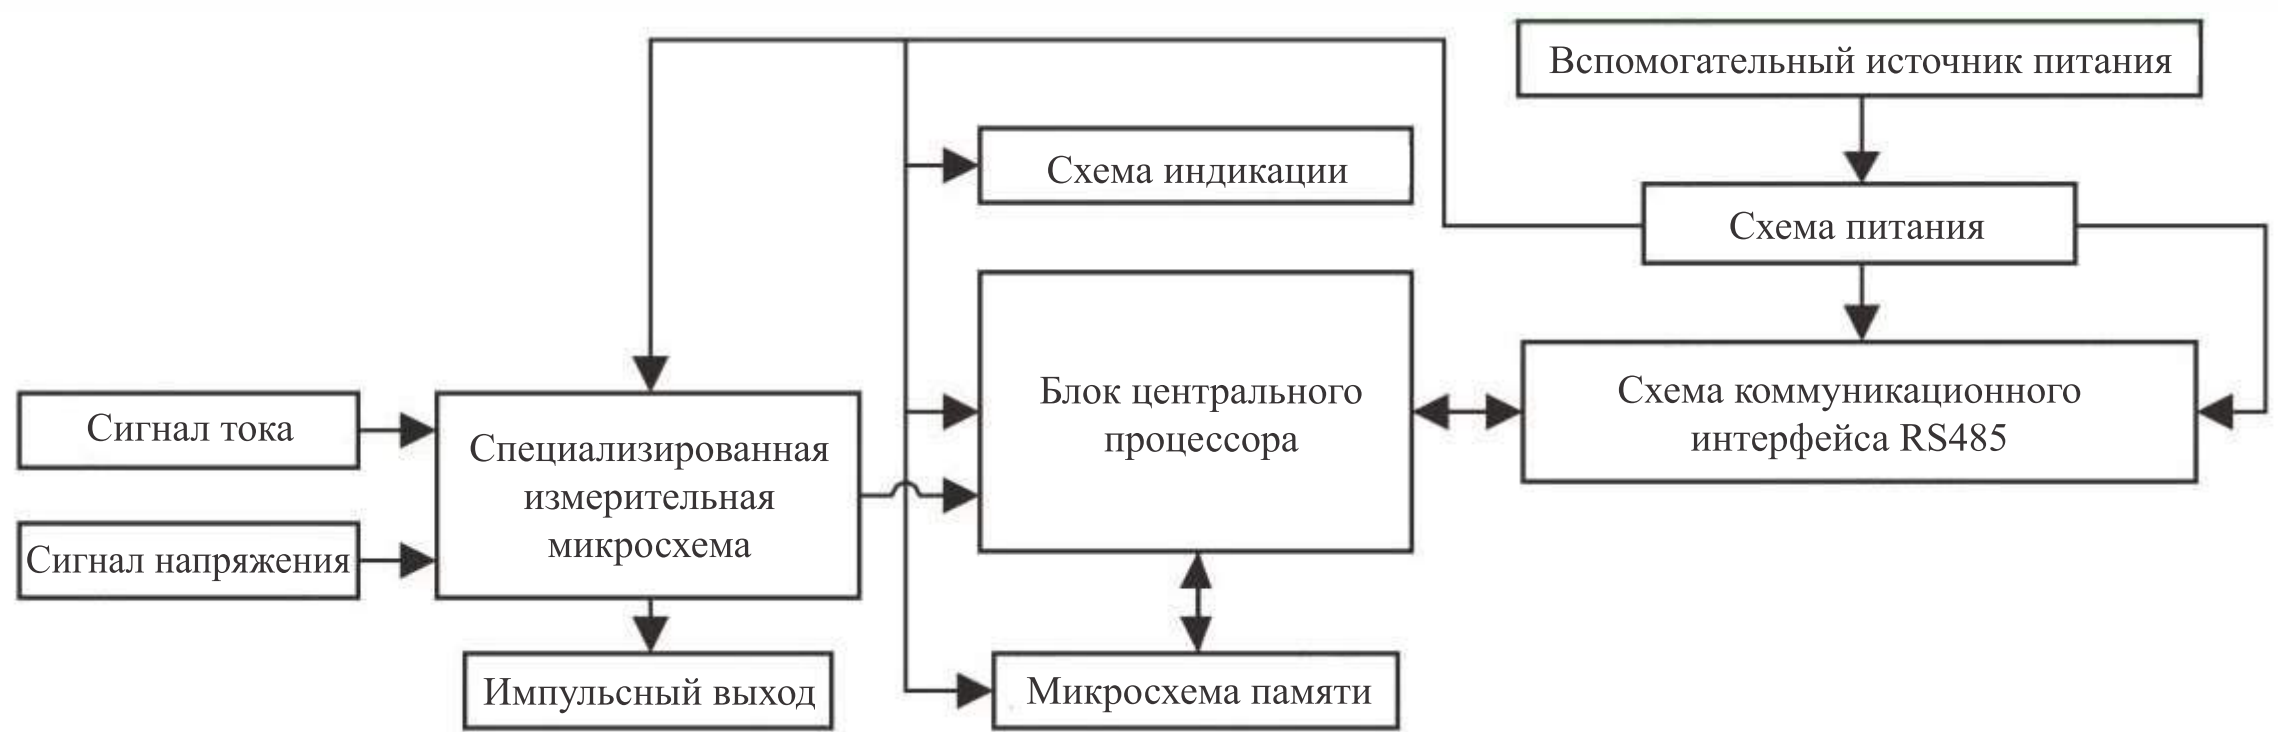 Вспомогательный источник питания
Схема индикации
Схема питания
Сигнал тока
Специализированная
измерительная
микросхема
Блок центрального
процессора
Схема коммуникационного
интерфейса RS485
Сигнал напряжения
Импульсный выход
Микросхема памяти